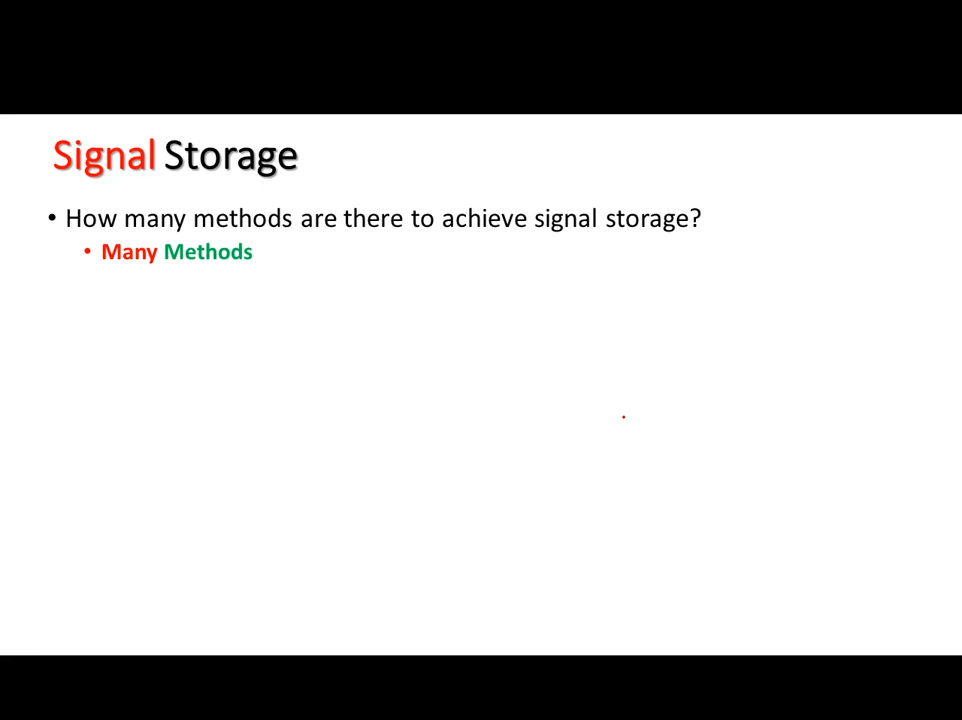 Signal Storage
• How many methods are there to achieve signal storage?
• Many Methods